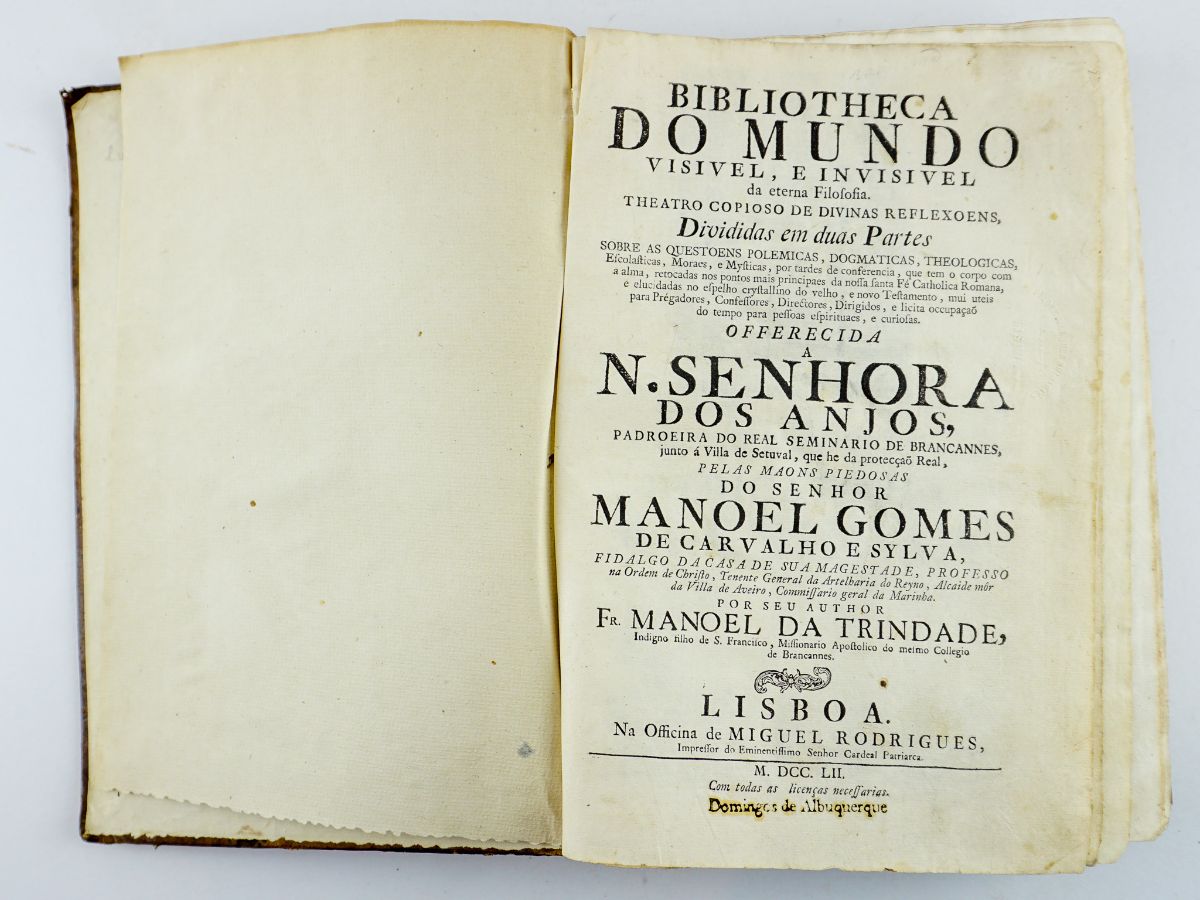 BIBLIOTHECA
DO MUNDO
VISIVEL, E INVISIVEL
da eterna Filoſofia.
THEATRO COPIOSO DE DIVINAS REFLEXOENS,
Divididas em duas Partes
SOBRE AS QUESTOENS POLEMICAS, DOGMATICAS, THEOLOGICAS,
Eſcolaſticas, Moraes, e Myſticas, por tardes de conferencia, que tem o corpo com
a alma, retocadas nos pontos mais principaes da noſſa ſanta Fé Catholica Romana,
e elucidadas no eſpelho cryſtallino do velho, e novo Teſtamento, mui uteis
para Prégadores, Confeſſores, Directores, Dirigidos, e licita occupaçaõ
do tempo para peſſoas eſpirituaes, e curioſas.
OFFERECIDA
A
N. SENHORA
DOS ANJOS,
PADROEIRA DO REAL SEMINARIO DE BRANCANNES,
junto á Villa de Setuval, que he da protecçaõ Real,
PELAS MAONS PIEDOSAS
DO SENHOR
MANOEL GOMES
DE CARVALHO E SYLVA,
FIDALGO DA CASA DE SUA MAGESTADE, PROFESSO
na Ordem de Chriſto, Tenente General da Artelharia do Reyno, Alcaide mór
da Villa de Aveiro, Commiſſario geral da Marinha.
POR SEU AUTHOR
FR. MANOEL DA TRINDADE,
Indigno filho de S. Franciſco, Miſſionario Apoſtolico do meſmo Collegio
de Brancannes.
LISBOA.
Na Officina de MIGUEL RODRIGUES,
Impreſſor do Eminentiſſimo Senhor Cardeal Patriarca.
M. DCC. LII.
Com todas as licenças neceſſarias.
Domingos de Albuquerque